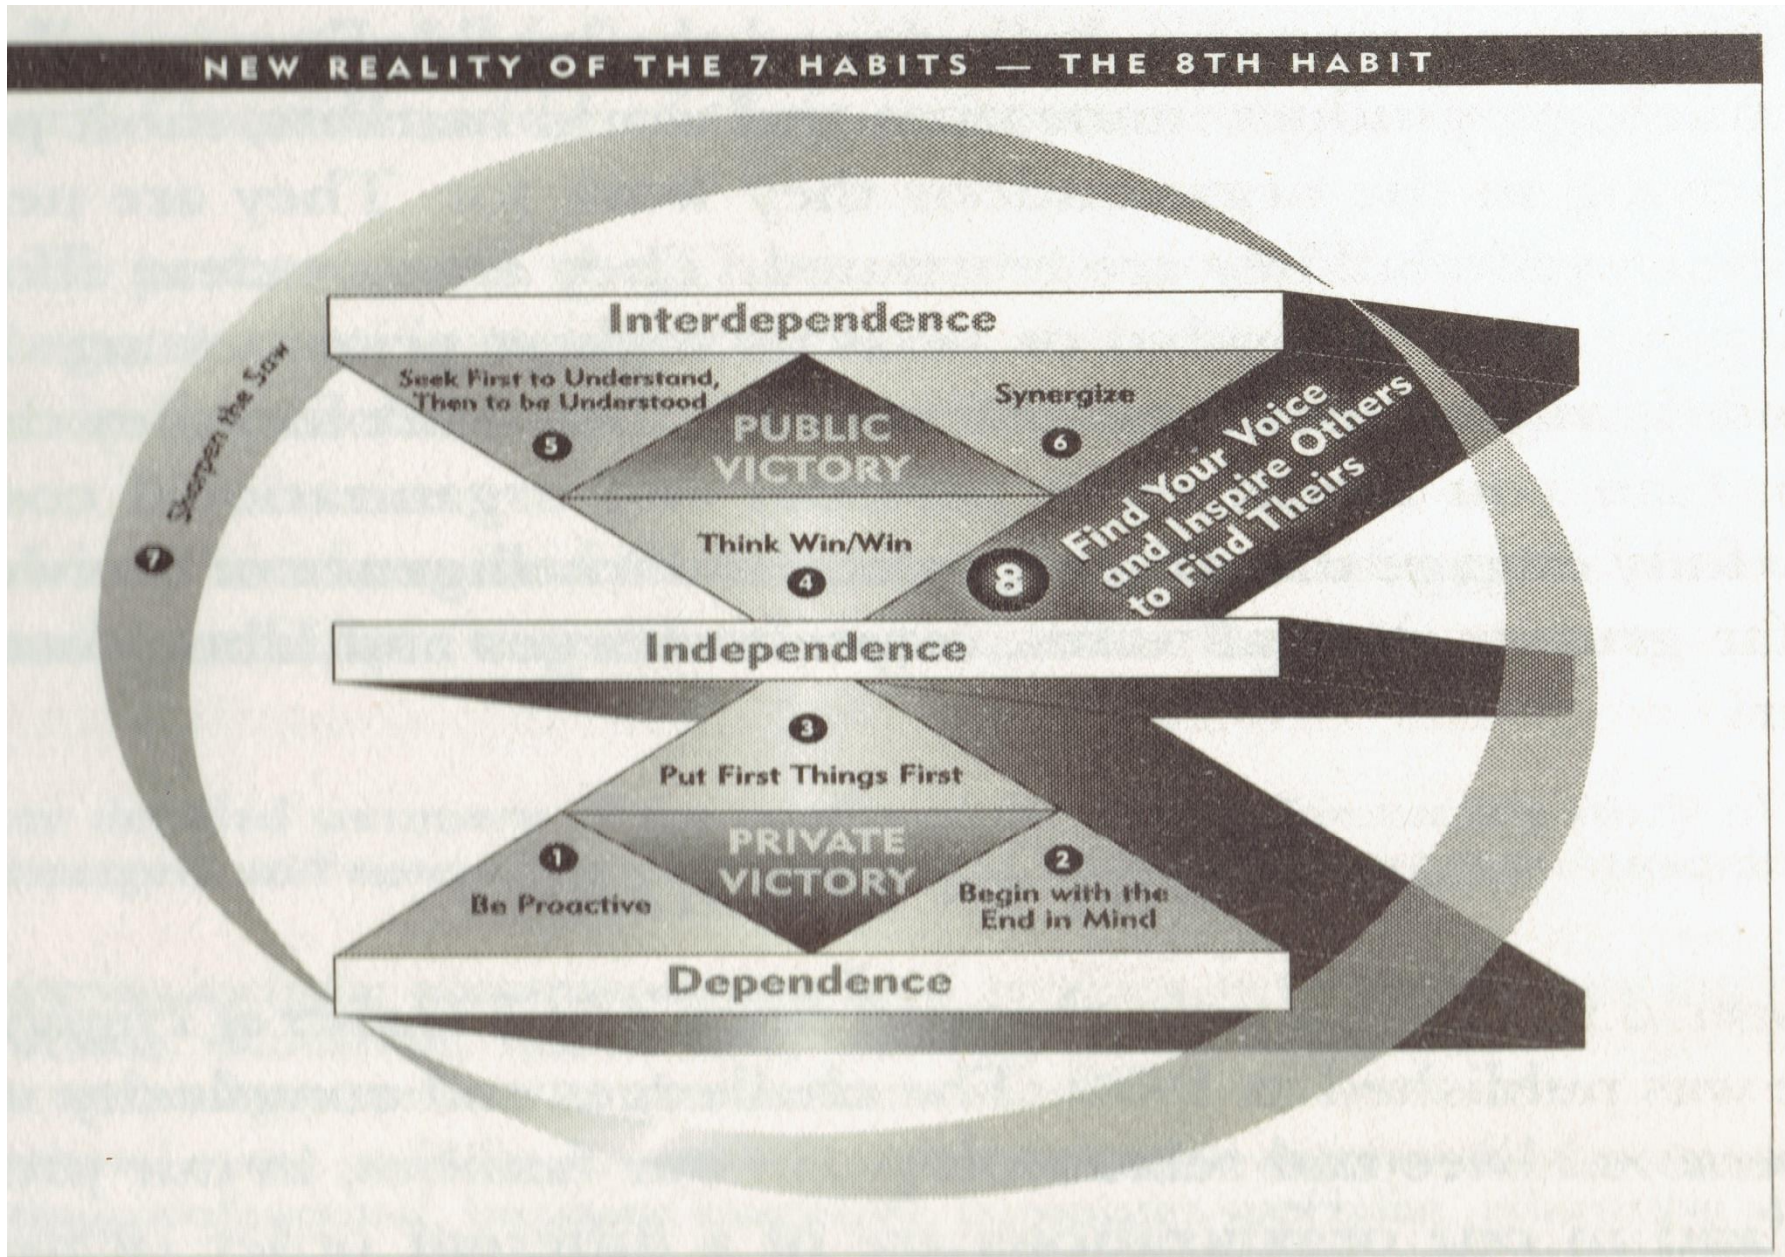 NEW REALITY OF THE 7 HABITS — THE 8TH HABIT
Interdependence
Seek First to Understand,
Then to be Understood
5
PUBLIC
VICTORY
Synergize
6
Think Win/Win
4
8
Find Your Voice
and Inspire Others
to Find Theirs
7
Sharpen the Saw
Independence
3
Put First Things First
PRIVATE
VICTORY
1
Be Proactive
2
Begin with the
End in Mind
Dependence